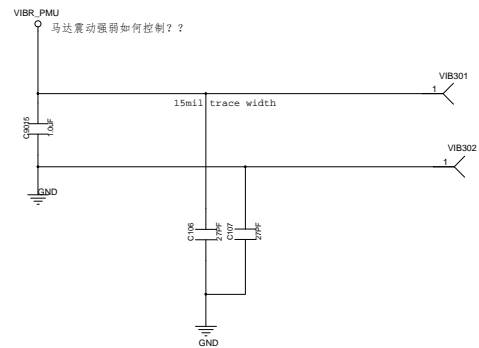 VIBR_PMU
马达震动强弱如何控制？？
VIB301
1
15mil trace width
C9015
1.0uF
VIB302
1
GND
C106
27PF
C107
27PF
GND